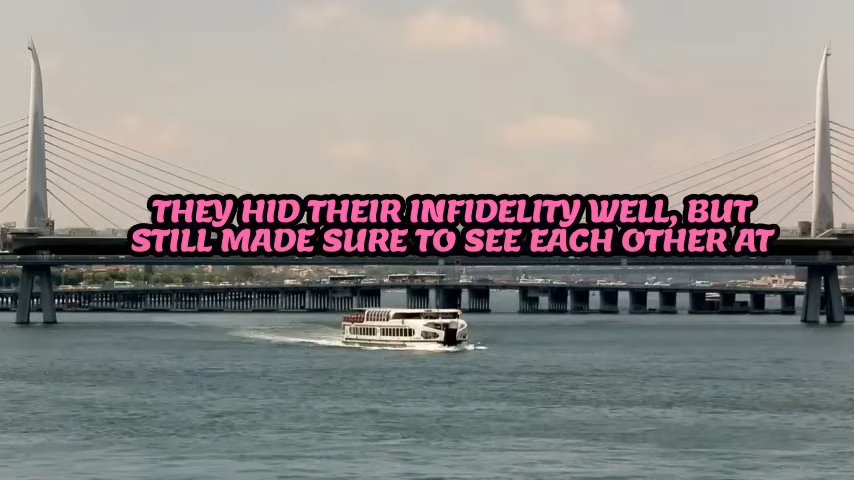 THEY HID THEIR INFIDELITY WELL, BUT
STILL MADE SURE TO SEE EACH OTHER AT